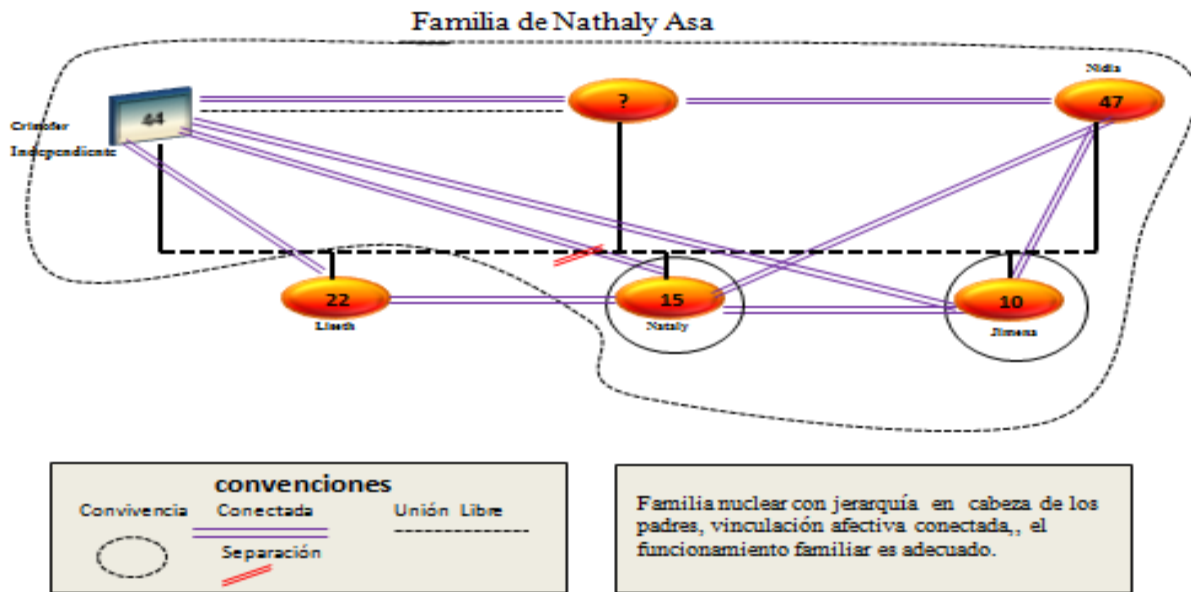 Familia de Nathaly Asa
Nidia
44
?
47
Cristofer
Independiente
22
15
10
Liseth
Nataly
Jimena
convenciones
Convivencia Conectada Unión Libre
Separación
Familia nuclear con jerarquía en cabeza de los
padres, vinculación afectiva conectada,, el
funcionamiento familiar es adecuado.